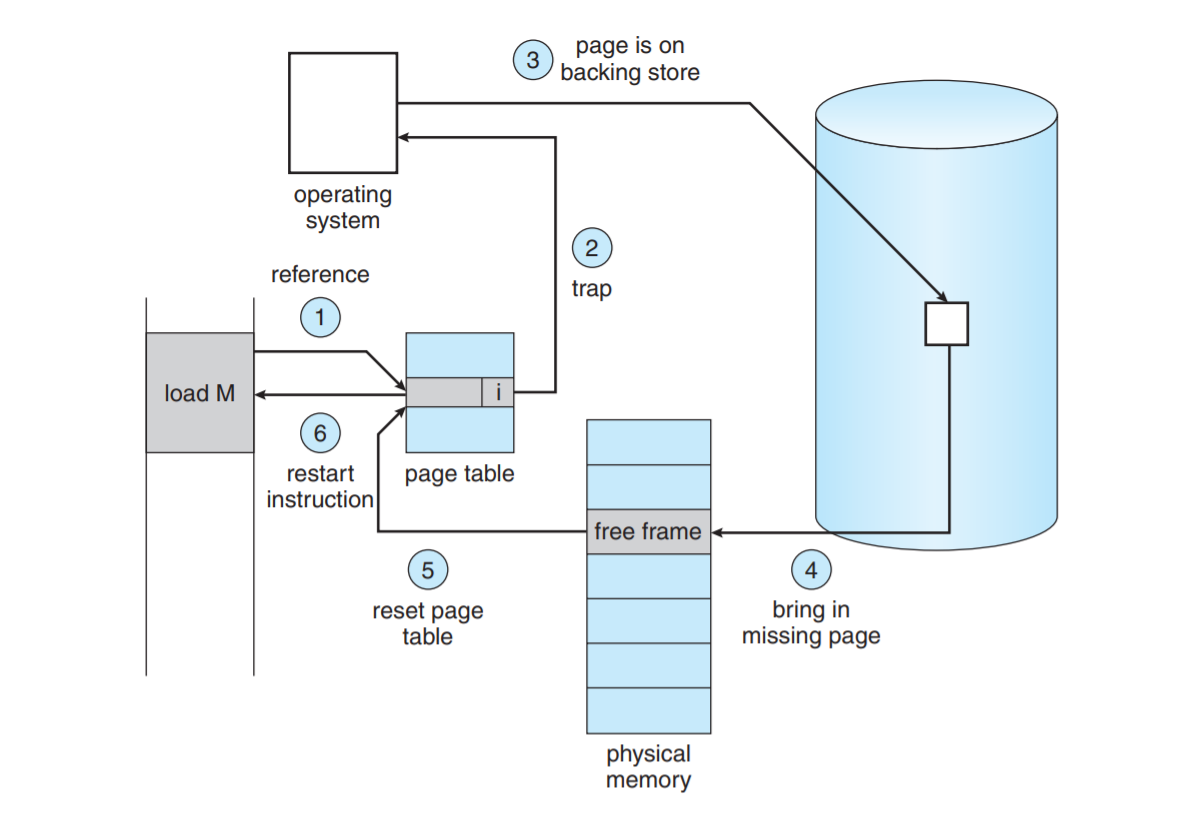 3
page is on
backing store
operating
system
2
trap
reference
1
load M
i
6
restart
instruction
page table
free frame
5
reset page
table
4
bring in
missing page
physical
memory